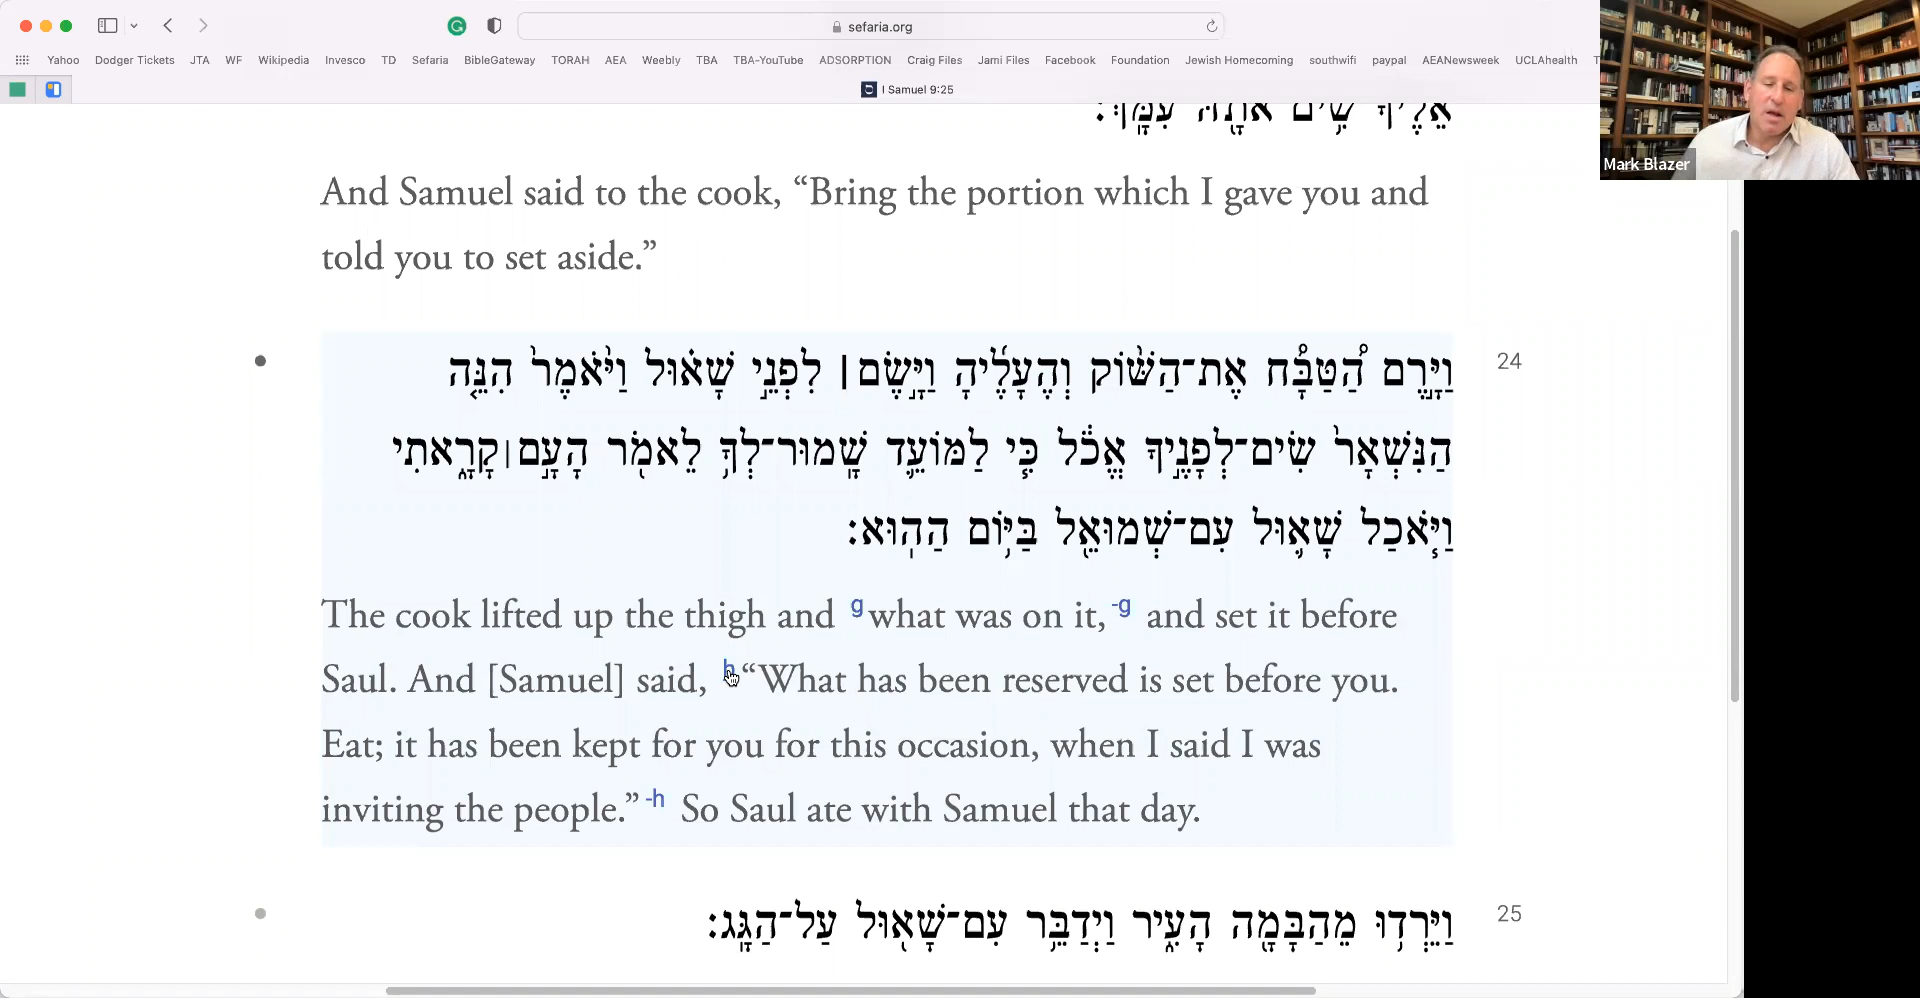 sefaria.org
Yahoo Dodger Tickets JTA WF Wikipedia Invesco TD Sefaria BibleGateway TORAH AEA Weebly TBA TBA-YouTube ADSORPTION Craig Files Jami Files Facebook Foundation Jewish Homecoming southwifi paypal AEANewsweek UCLAhealth
I Samuel 9:25
Mark Blazer
אֵלֶ֔יךָ שִׂ֥ים אֹתָ֖הּ עִמָּֽךְ׃
And Samuel said to the cook, “Bring the portion which I gave you and
told you to set aside.”
24
וַיָּ֣רֶם הַ֠טַּבָּ֠ח אֶת־הַשּׁ֨וֹק וְהֶעָלֶ֜יהָ וַיָּ֣שֶׂם ׀ לִפְנֵ֣י שָׁא֗וּל וַיֹּ֙אמֶר֙ הִנֵּ֤ה
הַנִּשְׁאָר֙ שִׂים־לְפָנֶ֣יךָ אֱכֹ֔ל כִּ֧י לַמּוֹעֵ֛ד שָֽׁמוּר־לְךָ֥ לֵאמֹ֖ר הָעָ֣ם ׀ קָרָ֑אתִי
וַיֹּ֧אכַל שָׁא֛וּל עִם־שְׁמוּאֵ֖ל בַּיּ֥וֹם הַהֽוּא׃
The cook lifted up the thigh and g what was on it, -g and set it before
Saul. And [Samuel] said, h “What has been reserved is set before you.
Eat; it has been kept for you for this occasion, when I said I was
inviting the people.” -h So Saul ate with Samuel that day.
25
וַיֵּרְד֥וּ מֵהַבָּמָ֖ה הָעִ֑יר וַיְדַבֵּ֥ר עִם־שָׁא֖וּל עַל־הַגָּֽג׃